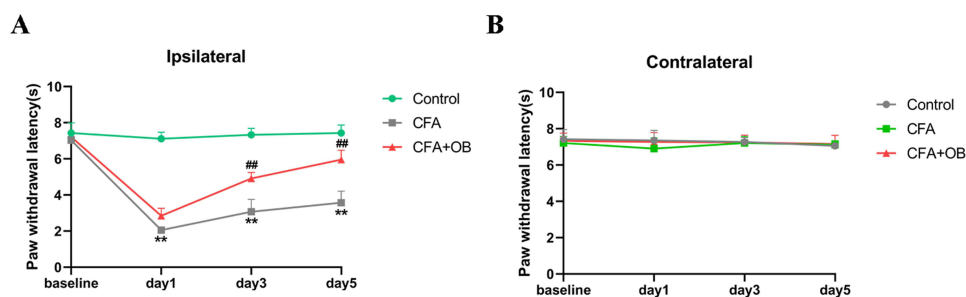 A
Ipsilateral
Paw withdrawal latency(s)
10
8
6
4
2
0
baseline
day1
day3
day5
**
##
**
##
**
Control
CFA
CFA+OB
B
Contralateral
Paw withdrawal latency(s)
10
8
6
4
2
0
baseline
day1
day3
day5
Control
CFA
CFA+OB